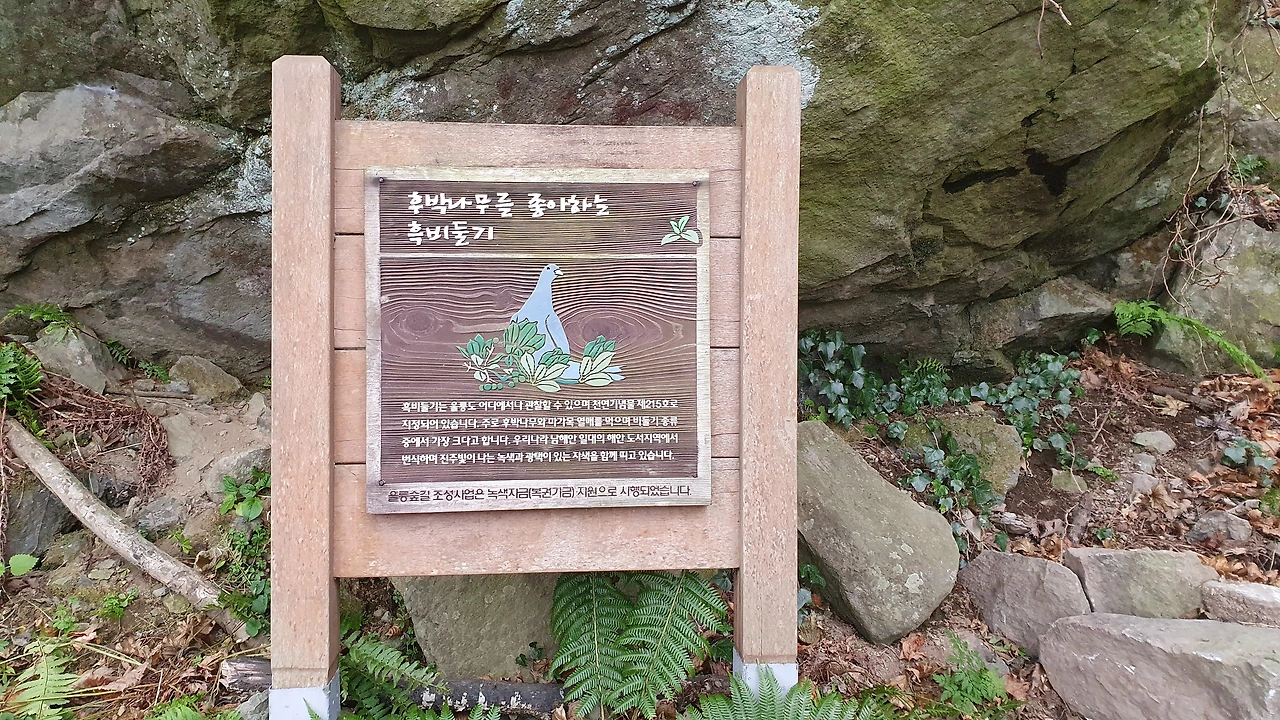 후박나무를 좋아하는
흑비둘기
흑비둘기는 울릉도 어디에서나 관찰할 수 있으며 천연기념물 제215호로
지정되어 있습니다. 주로 후박나무와 마가목 열매를 먹으며 비둘기 종류
중에서 가장 크다고 합니다. 우리나라 남해안 일대의 해안 도서지역에서
번식하며 진주빛이 나는 녹색과 광택이 있는 자색을 함께 띠고 있습니다.
울릉숲길 조성사업은 녹색자금(복권기금) 지원으로 시행되었습니다.